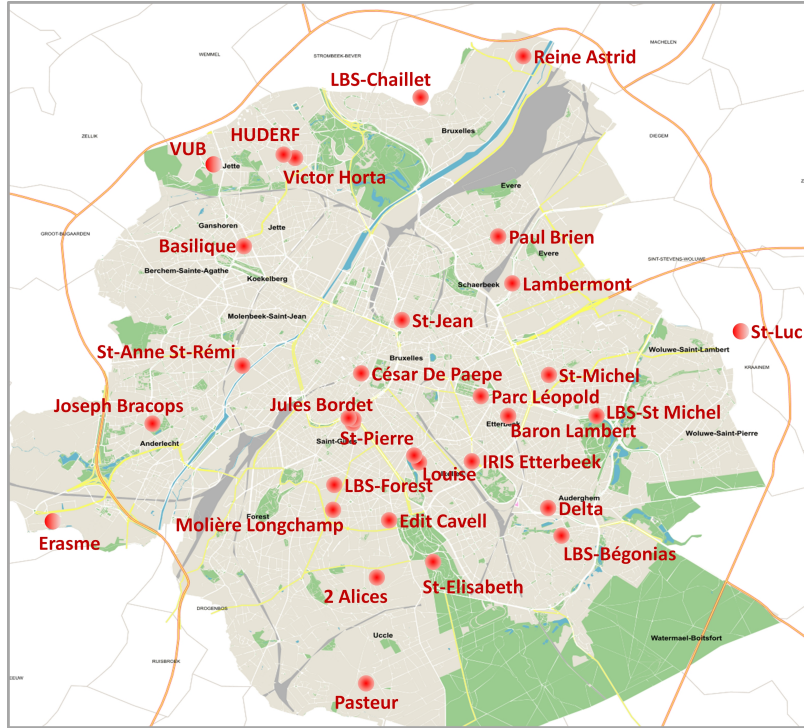 MACHELEN
WEMMEL
STROMBEEK-BEVER
Reine Astrid
LBS-Chaillet
ZELLIK
Bruxelles
DIEGEM
HUDERF
VUB
Jette
Victor Horta
Evere
Ganshoren
Jette
GROOT-BIJGAARDEN
Basilique
Paul Brien
Evere
SINT-STEVENS-WOLUWE
Berchem-Sainte-Agathe
Koekelberg
Schaerbeek
Lambermont
Molenbeek-Saint-Jean
St-Jean
St-Luc
Woluwe-Saint-Lambert
Bruxelles
St-Anne St-Rémi
KRAAINEM
César De Paepe
St-Michel
Parc Léopold
Joseph Bracops
Jules Bordet
LBS-St Michel
Etterbeek
Baron Lambert
Woluwe-Saint-Pierre
Anderlecht
Saint-Gilles
St-Pierre
IRIS Etterbeek
Louise
LBS-Forest
Auderghem
Delta
Forest
Molière Longchamp
Edit Cavell
Erasme
LBS-Bégonias
St-Elisabeth
2 Alices
DROGENBOS
Uccle
Watermael-Boitsfort
RUISBROEK
EEUW
Pasteur